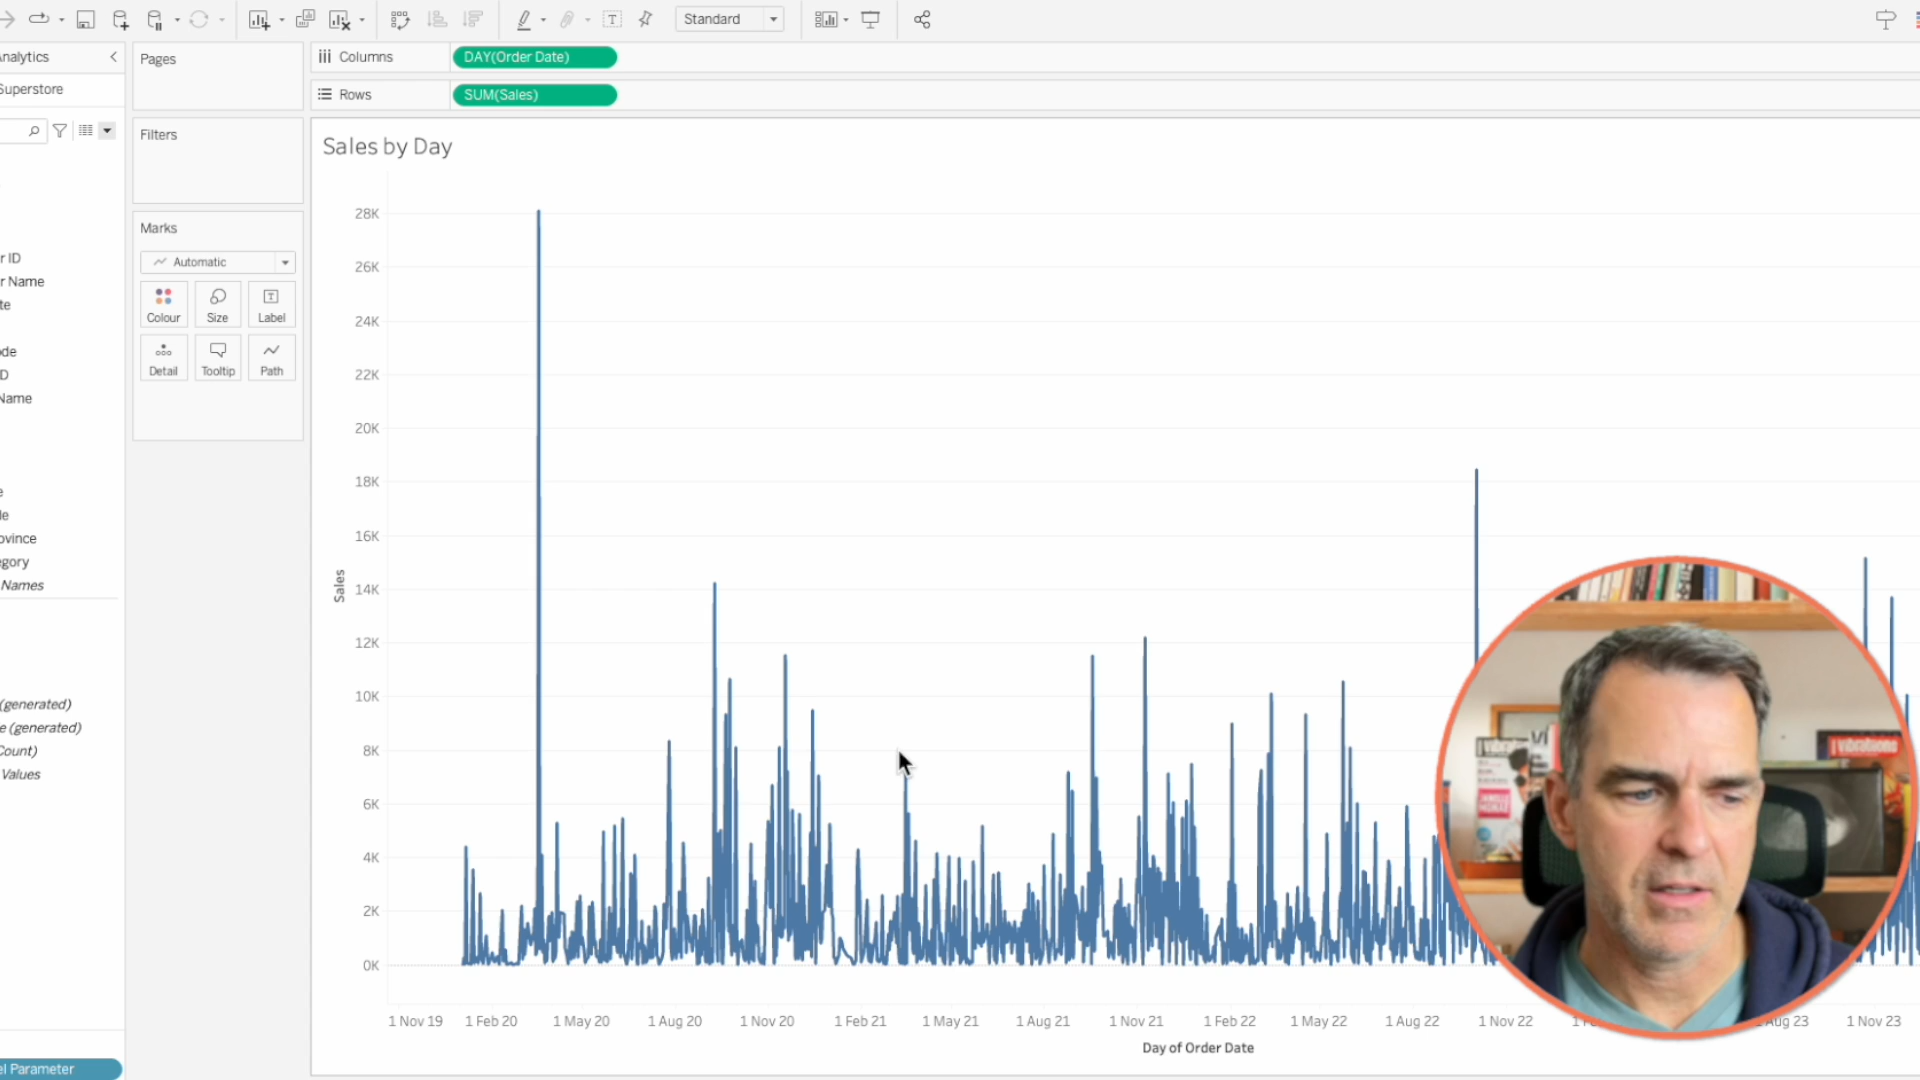 Standard
nalytics
Superstore
r ID
r Name
te
ode
D
Name
e
le
ovince
egory
Names
(generated)
e (generated)
Count)
Values
el Parameter
Pages
Filters
Marks
Automatic
Colour
Size
Label
Detail
Tooltip
Path
Columns
DAY(Order Date)
Rows
SUM(Sales)
Sales by Day
28K
26K
24K
22K
20K
18K
16K
14K
12K
10K
8K
6K
4K
2K
0K
Sales
1 Nov 19
1 Feb 20
1 May 20
1 Aug 20
1 Nov 20
1 Feb 21
1 May 21
1 Aug 21
1 Nov 21
1 Feb 22
1 May 22
1 Aug 22
1 Nov 22
Aug 23
1 Nov 23
Day of Order Date